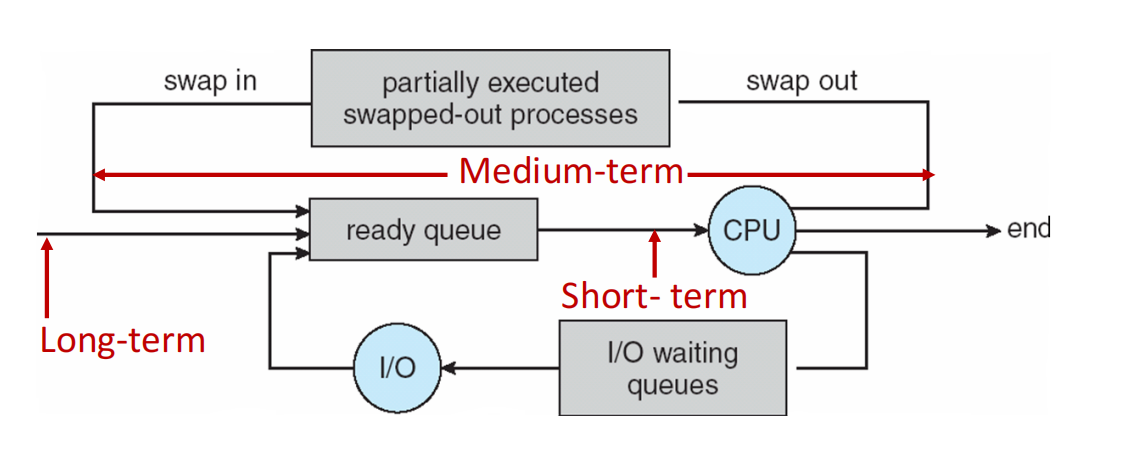 swap in
partially executed
swapped-out processes
swap out
Medium-term
ready queue
CPU
end
Short- term
Long-term
I/O
I/O waiting
queues